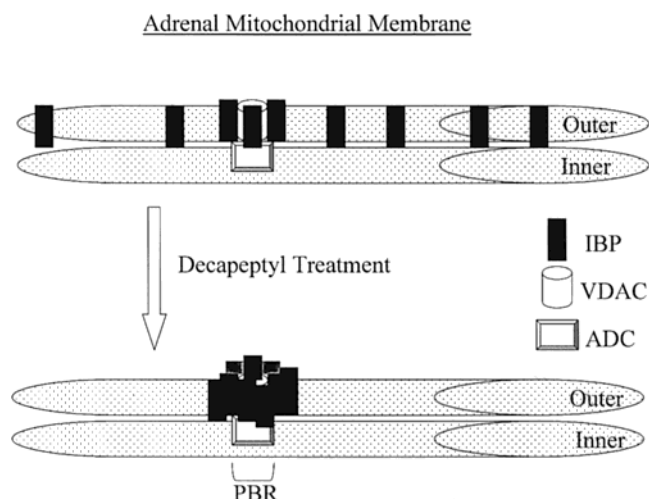 Adrenal Mitochondrial Membrane
Outer
Inner
Decapeptyl Treatment
IBP
VDAC
ADC
Outer
Inner
PBR